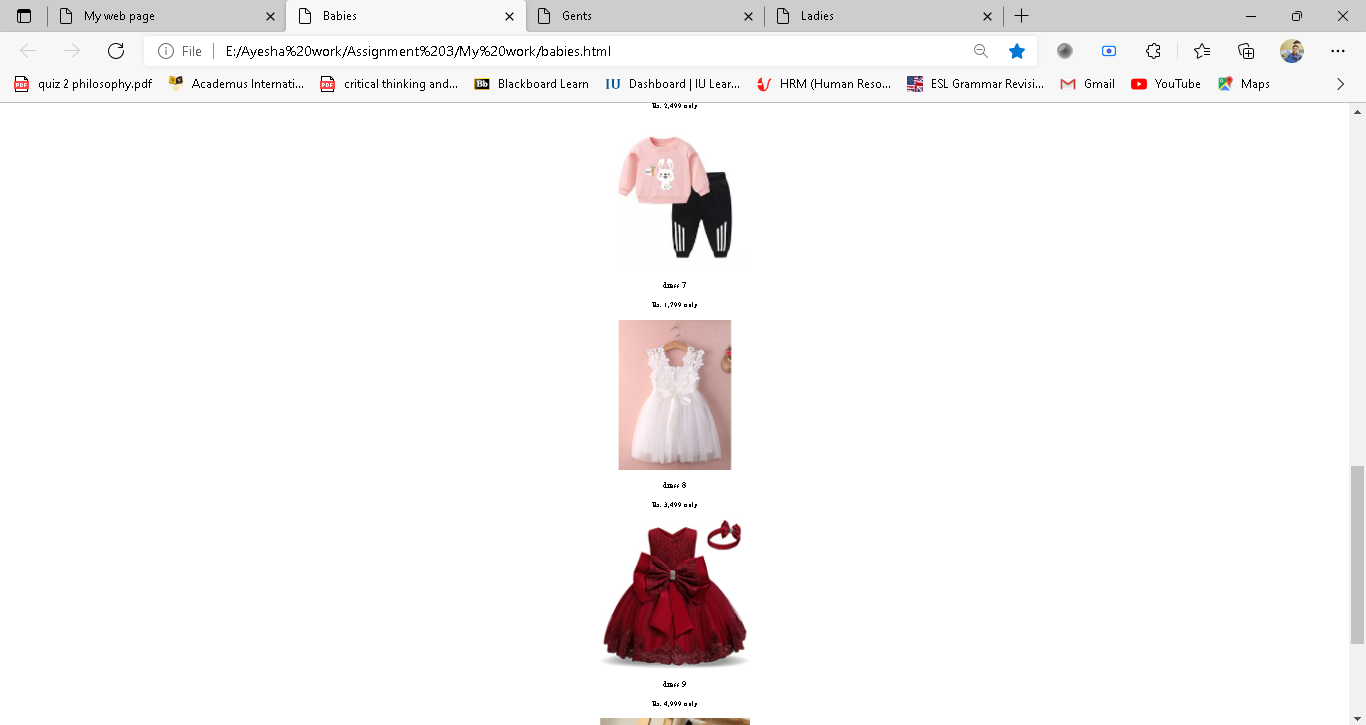 My web page
Babies
Gents
Ladies
File
E:/Ayesha%20work/Assignment%203/My%20work/babies.html
quiz 2 philosophy.pdf
Academus Internati...
critical thinking and...
Bb
Blackboard Learn
IU
Dashboard | IU Lear...
HRM (Human Reso...
ESL Grammar Revisi...
Gmail
YouTube
Maps
Rs. 2,499 only
dress 7
Rs. 1,799 only
dress 8
Rs. 3,499 only
dress 9
Rs. 4,999 only